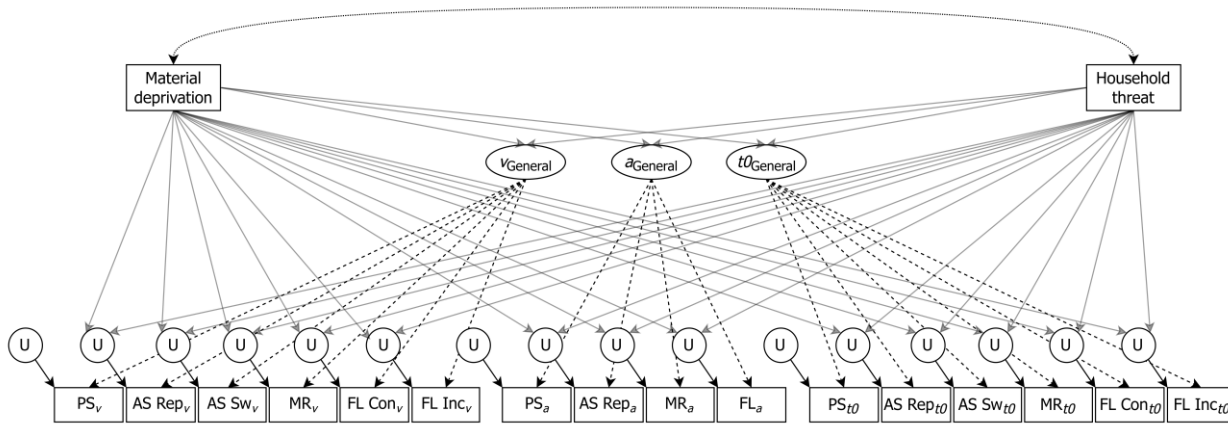 Material deprivation
Household threat
vGeneral aGeneral t0General
U U U U U U U U U U U U U U U U
PSv AS Repv AS Swv MRv FL Conv FL Incv PSa AS Repa MRa FLa PSt0 AS Rept0 AS Swt0 MRt0 FL Cont0 FL Inct0